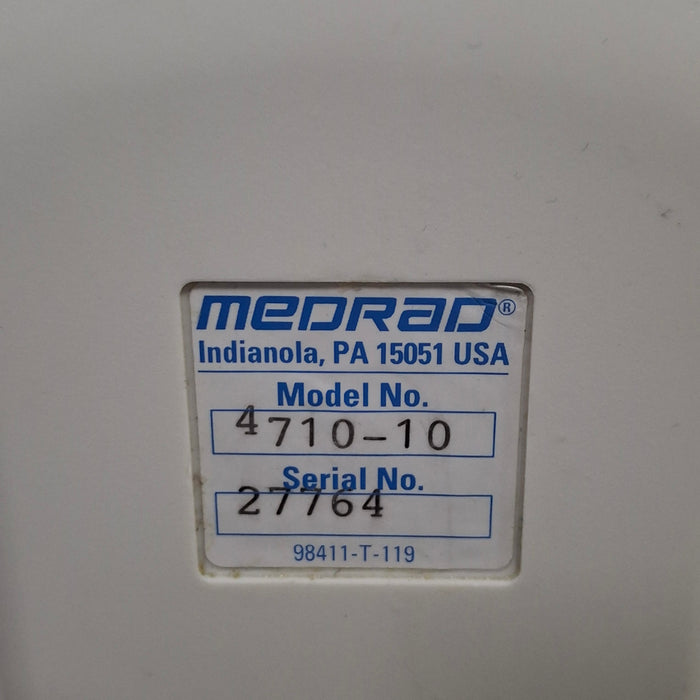 MEDRAD®
Indianola, PA 15051 USA
Model No.
4710-10
Serial No.
27764
98411-T-119